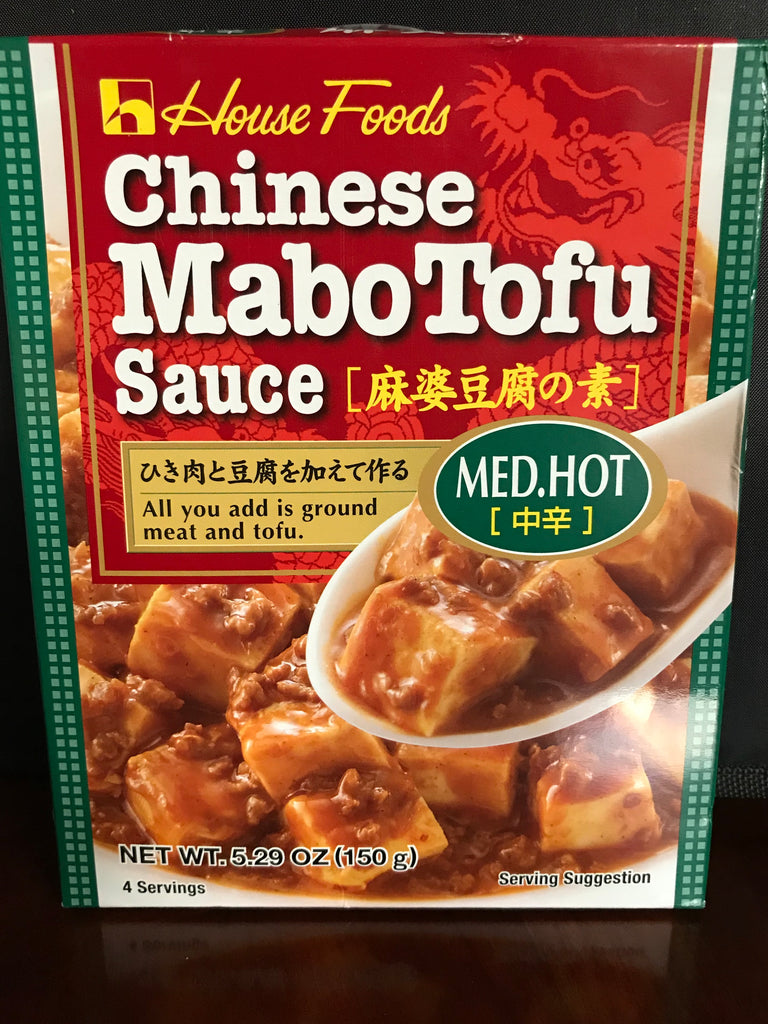 House Foods
Chinese
Mabo Tofu
Sauce [麻婆豆腐の素]
ひき肉と豆腐を加えて作る
All you add is ground
meat and tofu.
MED.HOT
[中辛]
NET WT. 5.29 OZ (150 g)
4 Servings
Serving Suggestion